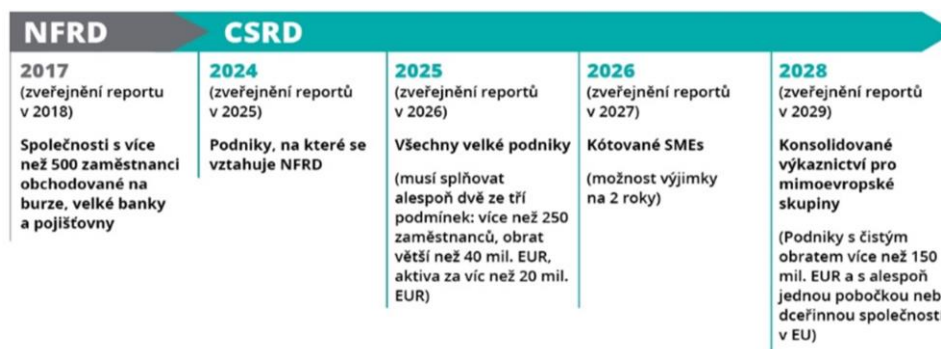 NFRD
CSRD
2017
(zveřejnění reportu
v 2018)
Společnosti s více
než 500 zaměstnanci
obchodované na
burze, velké banky
a pojišťovny
2024
(zveřejnění reportů
v 2025)
Podniky, na které se
vztahuje NFRD
2025
(zveřejnění reportů
v 2026)
Všechny velké podniky
(musí splňovat
alespoň dvě ze tří
podmínek: více než 250
zaměstnanců, obrat
větší než 40 mil. EUR,
aktiva za víc než 20 mil.
EUR)
2026
(zveřejnění reportů
v 2027)
Kótované SMEs
(možnost výjimky
na 2 roky)
2028
(zveřejnění reportů
v 2029)
Konsolidované
výkaznictví pro
mimoevropské
skupiny
(Podniky s čistým
obratem více než 150
mil. EUR a s alespoň
jednou pobočkou neb
dceřinnou společností
v EU)